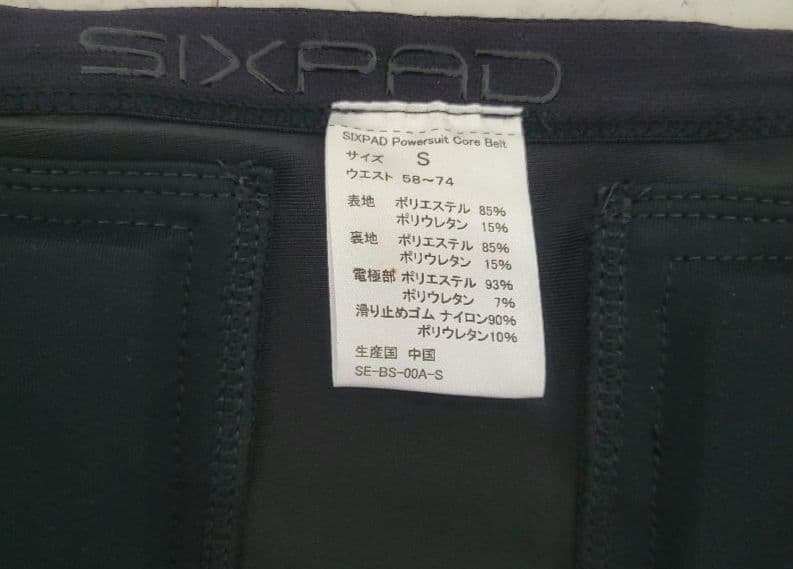 SIXPAD
SIXPAD Powersuit Core Belt
サイズ S
ウエスト 58～74
表地 ポリエステル 85%
ポリウレタン 15%
裏地 ポリエステル 85%
ポリウレタン 15%
電極部 ポリエステル 93%
ポリウレタン 7%
滑り止めゴム ナイロン90%
ポリウレタン10%
生産国 中国
SE-BS-00A-S